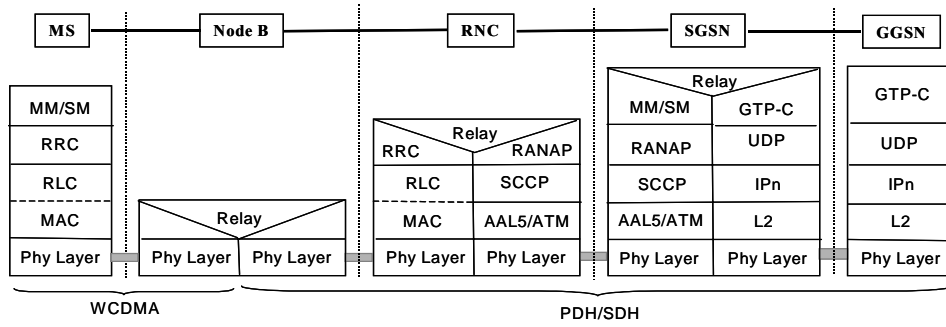 MS Node B RNC SGSN GGSN
Relay
MM/SM MM/SM GTP-C GTP-C
Relay
RRC RRC RANAP RANAP UDP UDP
RLC RLC SCCP SCCP IPn IPn
Relay
MAC MAC AAL5/ATM AAL5/ATM L2 L2
Phy Layer Phy Layer Phy Layer Phy Layer Phy Layer Phy Layer Phy Layer Phy Layer
WCDMA PDH/SDH